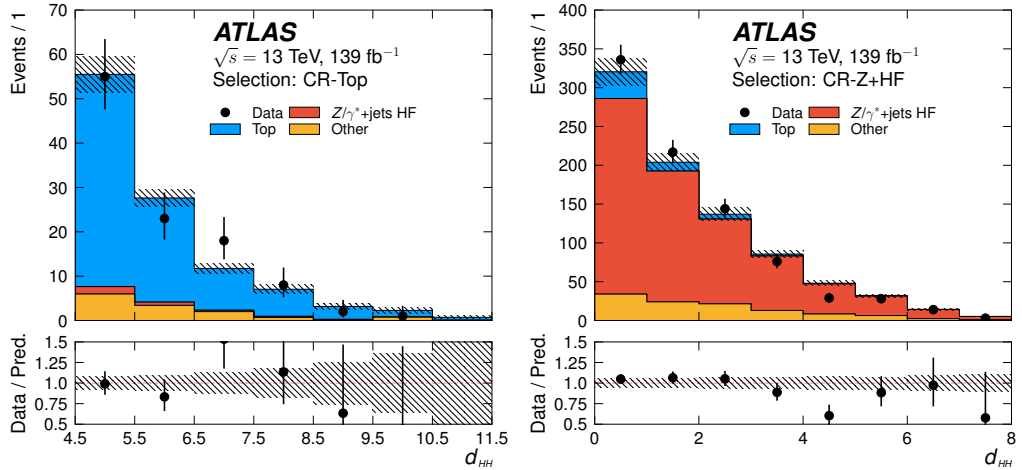 ATLAS
√s = 13 TeV, 139 fb⁻¹
Selection: CR-Top
Data
Z/γ*+jets HF
Top
Other
Events / 1
70
60
50
40
30
20
10
0
Data / Pred.
1.5
1.25
1.0
0.75
0.5
4.5 5.5 6.5 7.5 8.5 9.5 10.5 11.5
d_HH
ATLAS
√s = 13 TeV, 139 fb⁻¹
Selection: CR-Z+HF
Data
Z/γ*+jets HF
Top
Other
Events / 1
400
350
300
250
200
150
100
50
0
Data / Pred.
1.5
1.25
1.0
0.75
0.5
0 2 4 6 8
d_HH